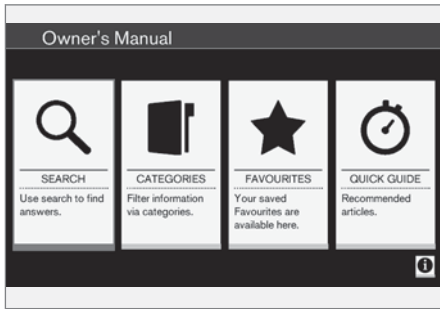 Owner's Manual
SEARCH
Use search to find
answers.
CATEGORIES
Filter information
via categories.
FAVOURITES
Your saved
Favourites are
available here.
QUICK GUIDE
Recommended
articles.